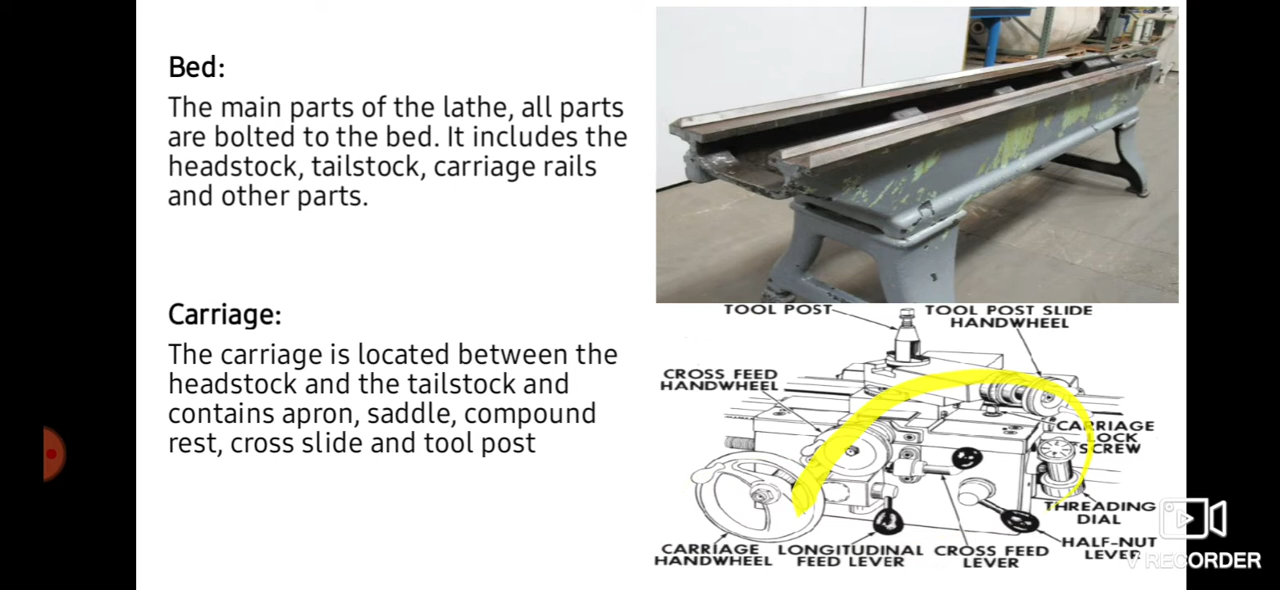 Bed:
The main parts of the lathe, all parts
are bolted to the bed. It includes the
headstock, tailstock, carriage rails
and other parts.
Carriage:
The carriage is located between the
headstock and the tailstock and
contains apron, saddle, compound
rest, cross slide and tool post
TOOL POST
TOOL POST SLIDE
HANDWHEEL
CROSS FEED
HANDWHEEL
CARRIAGE
LOCK
SCREW
THREADING
DIAL
HALF-NUT
LEVER
CARRIAGE
HANDWHEEL
LONGITUDINAL
FEED LEVER
CROSS FEED
LEVER
V RECORDER